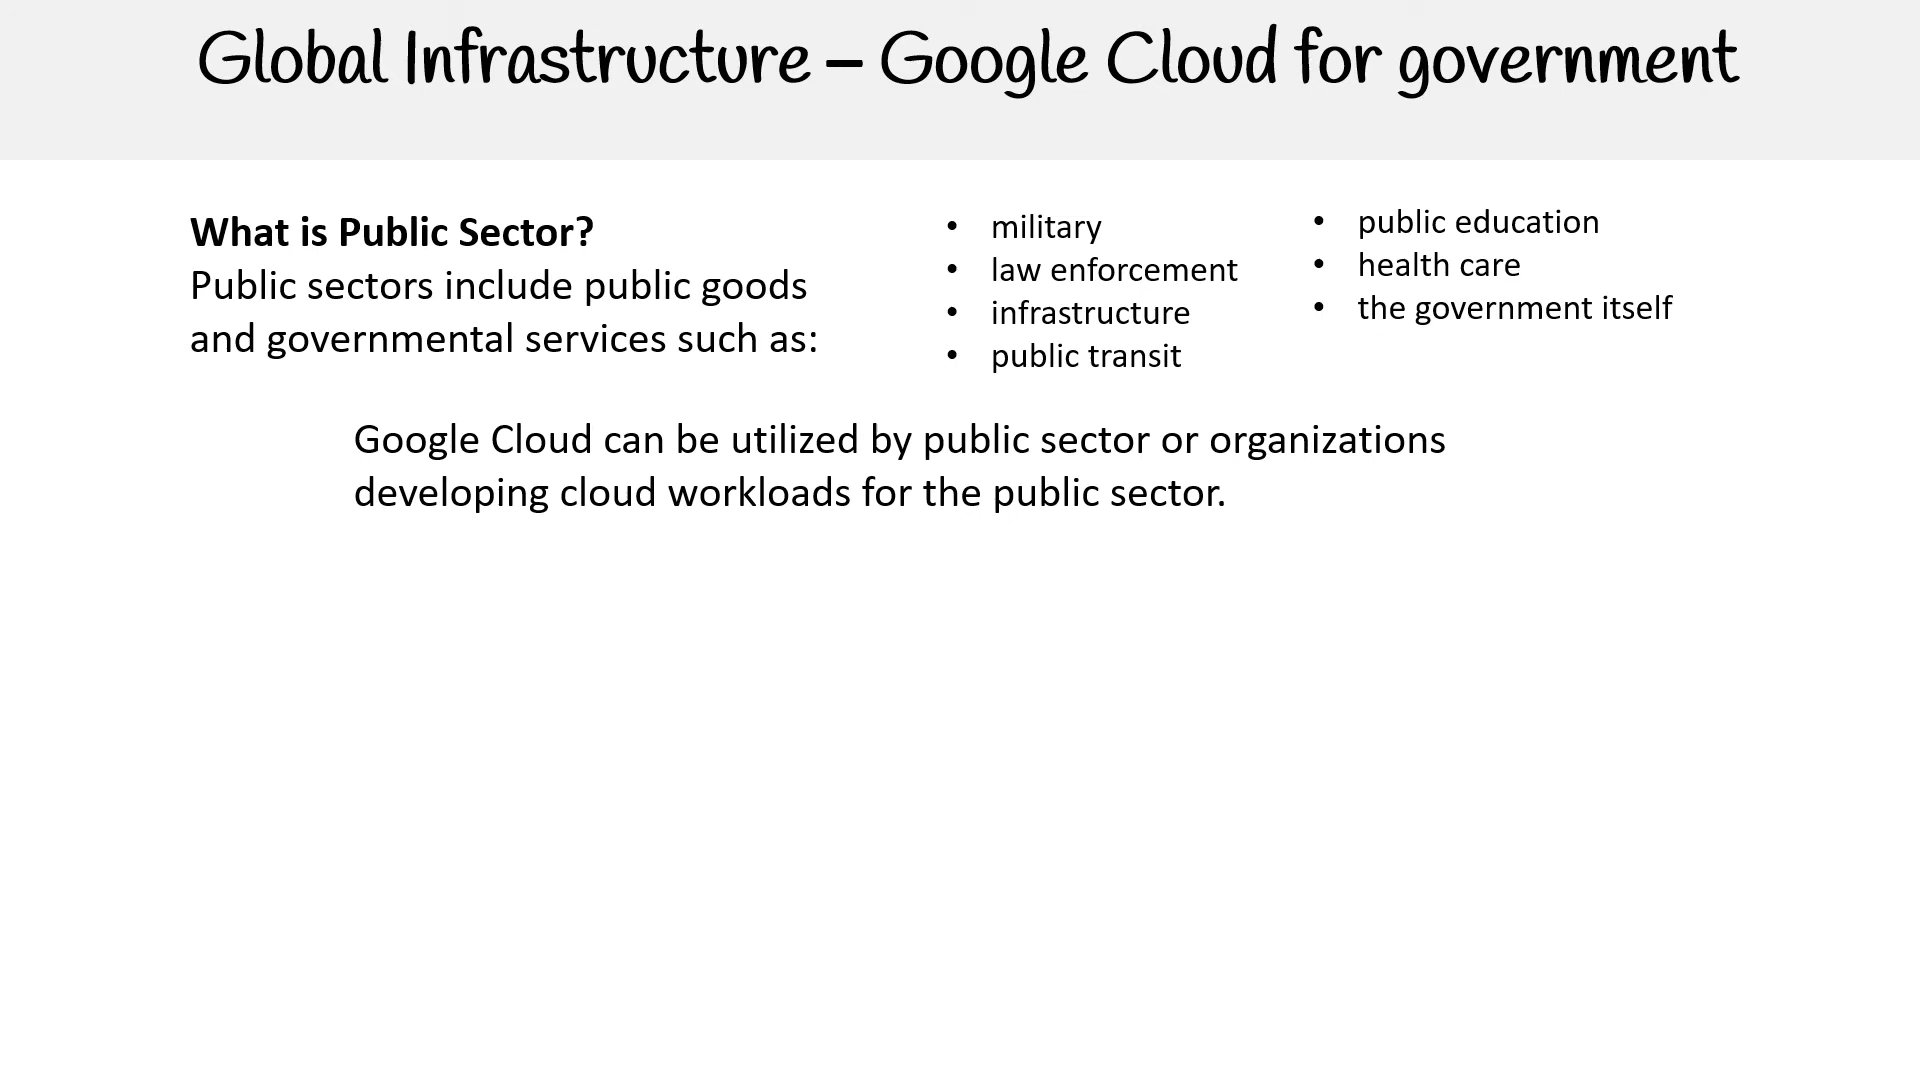 Global Infrastructure – Google Cloud for government
What is Public Sector?
Public sectors include public goods
and governmental services such as:
• military
• law enforcement
• infrastructure
• public transit
• public education
• health care
• the government itself
Google Cloud can be utilized by public sector or organizations
developing cloud workloads for the public sector.